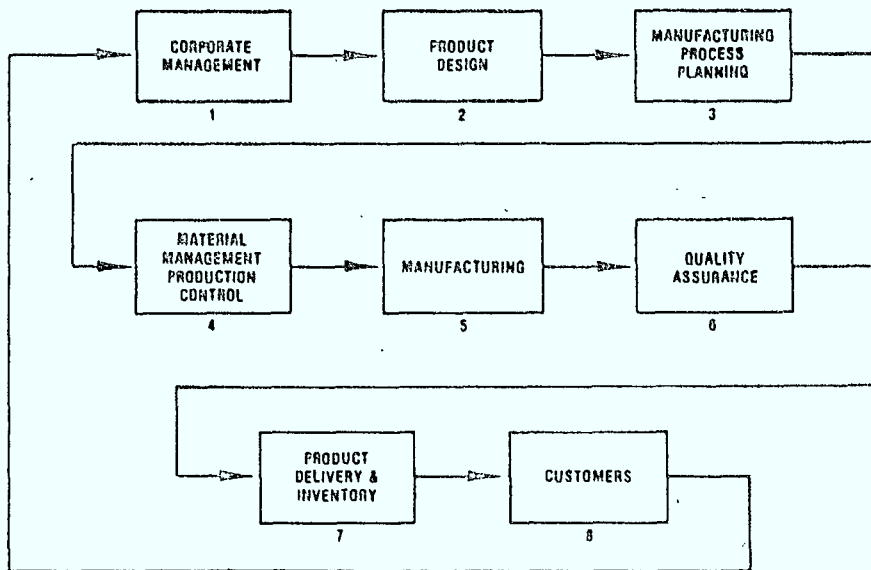 CORPORATE
MANAGEMENT
1
PRODUCT
DESIGN
2
MANUFACTURING
PROCESS
PLANNING
3
MATERIAL
MANAGEMENT
PRODUCTION
CONTROL
4
MANUFACTURING
5
QUALITY
ASSURANCE
6
PRODUCT
DELIVERY &
INVENTORY
7
CUSTOMERS
8